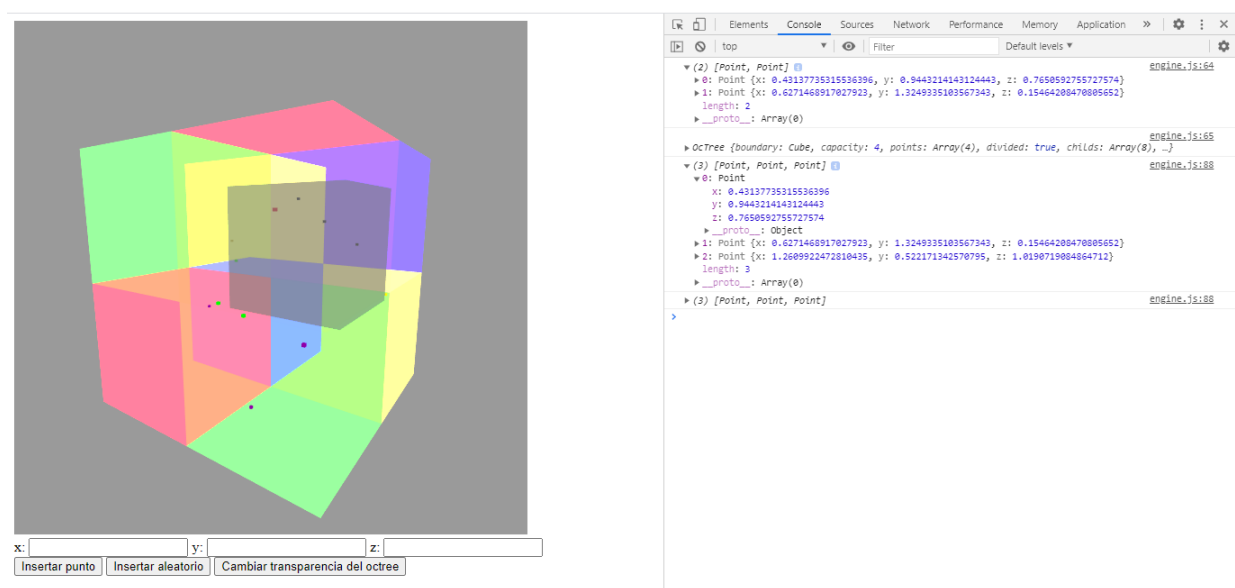 x: y: z:
Insertar punto Insertar aleatorio Cambiar transparencia del octree
Elements Console Sources Network Performance Memory Application »
top Filter Default levels
(2) [Point, Point] engine.js:64
0: Point {x: 0.43137735315536396, y: 0.9443214143124443, z: 0.7650592755727574}
1: Point {x: 0.6271468917027923, y: 1.3249335103567343, z: 0.15464208470805652}
length: 2
__proto__: Array(0)
engine.js:65
OcTree {boundary: Cube, capacity: 4, points: Array(4), divided: true, childs: Array(8), …}
(3) [Point, Point, Point] engine.js:88
0: Point
x: 0.43137735315536396
y: 0.9443214143124443
z: 0.7650592755727574
__proto__: Object
1: Point {x: 0.6271468917027923, y: 1.3249335103567343, z: 0.15464208470805652}
2: Point {x: 1.2609922472810435, y: 0.522171342570795, z: 1.0190719084864712}
length: 3
__proto__: Array(0)
(3) [Point, Point, Point] engine.js:88